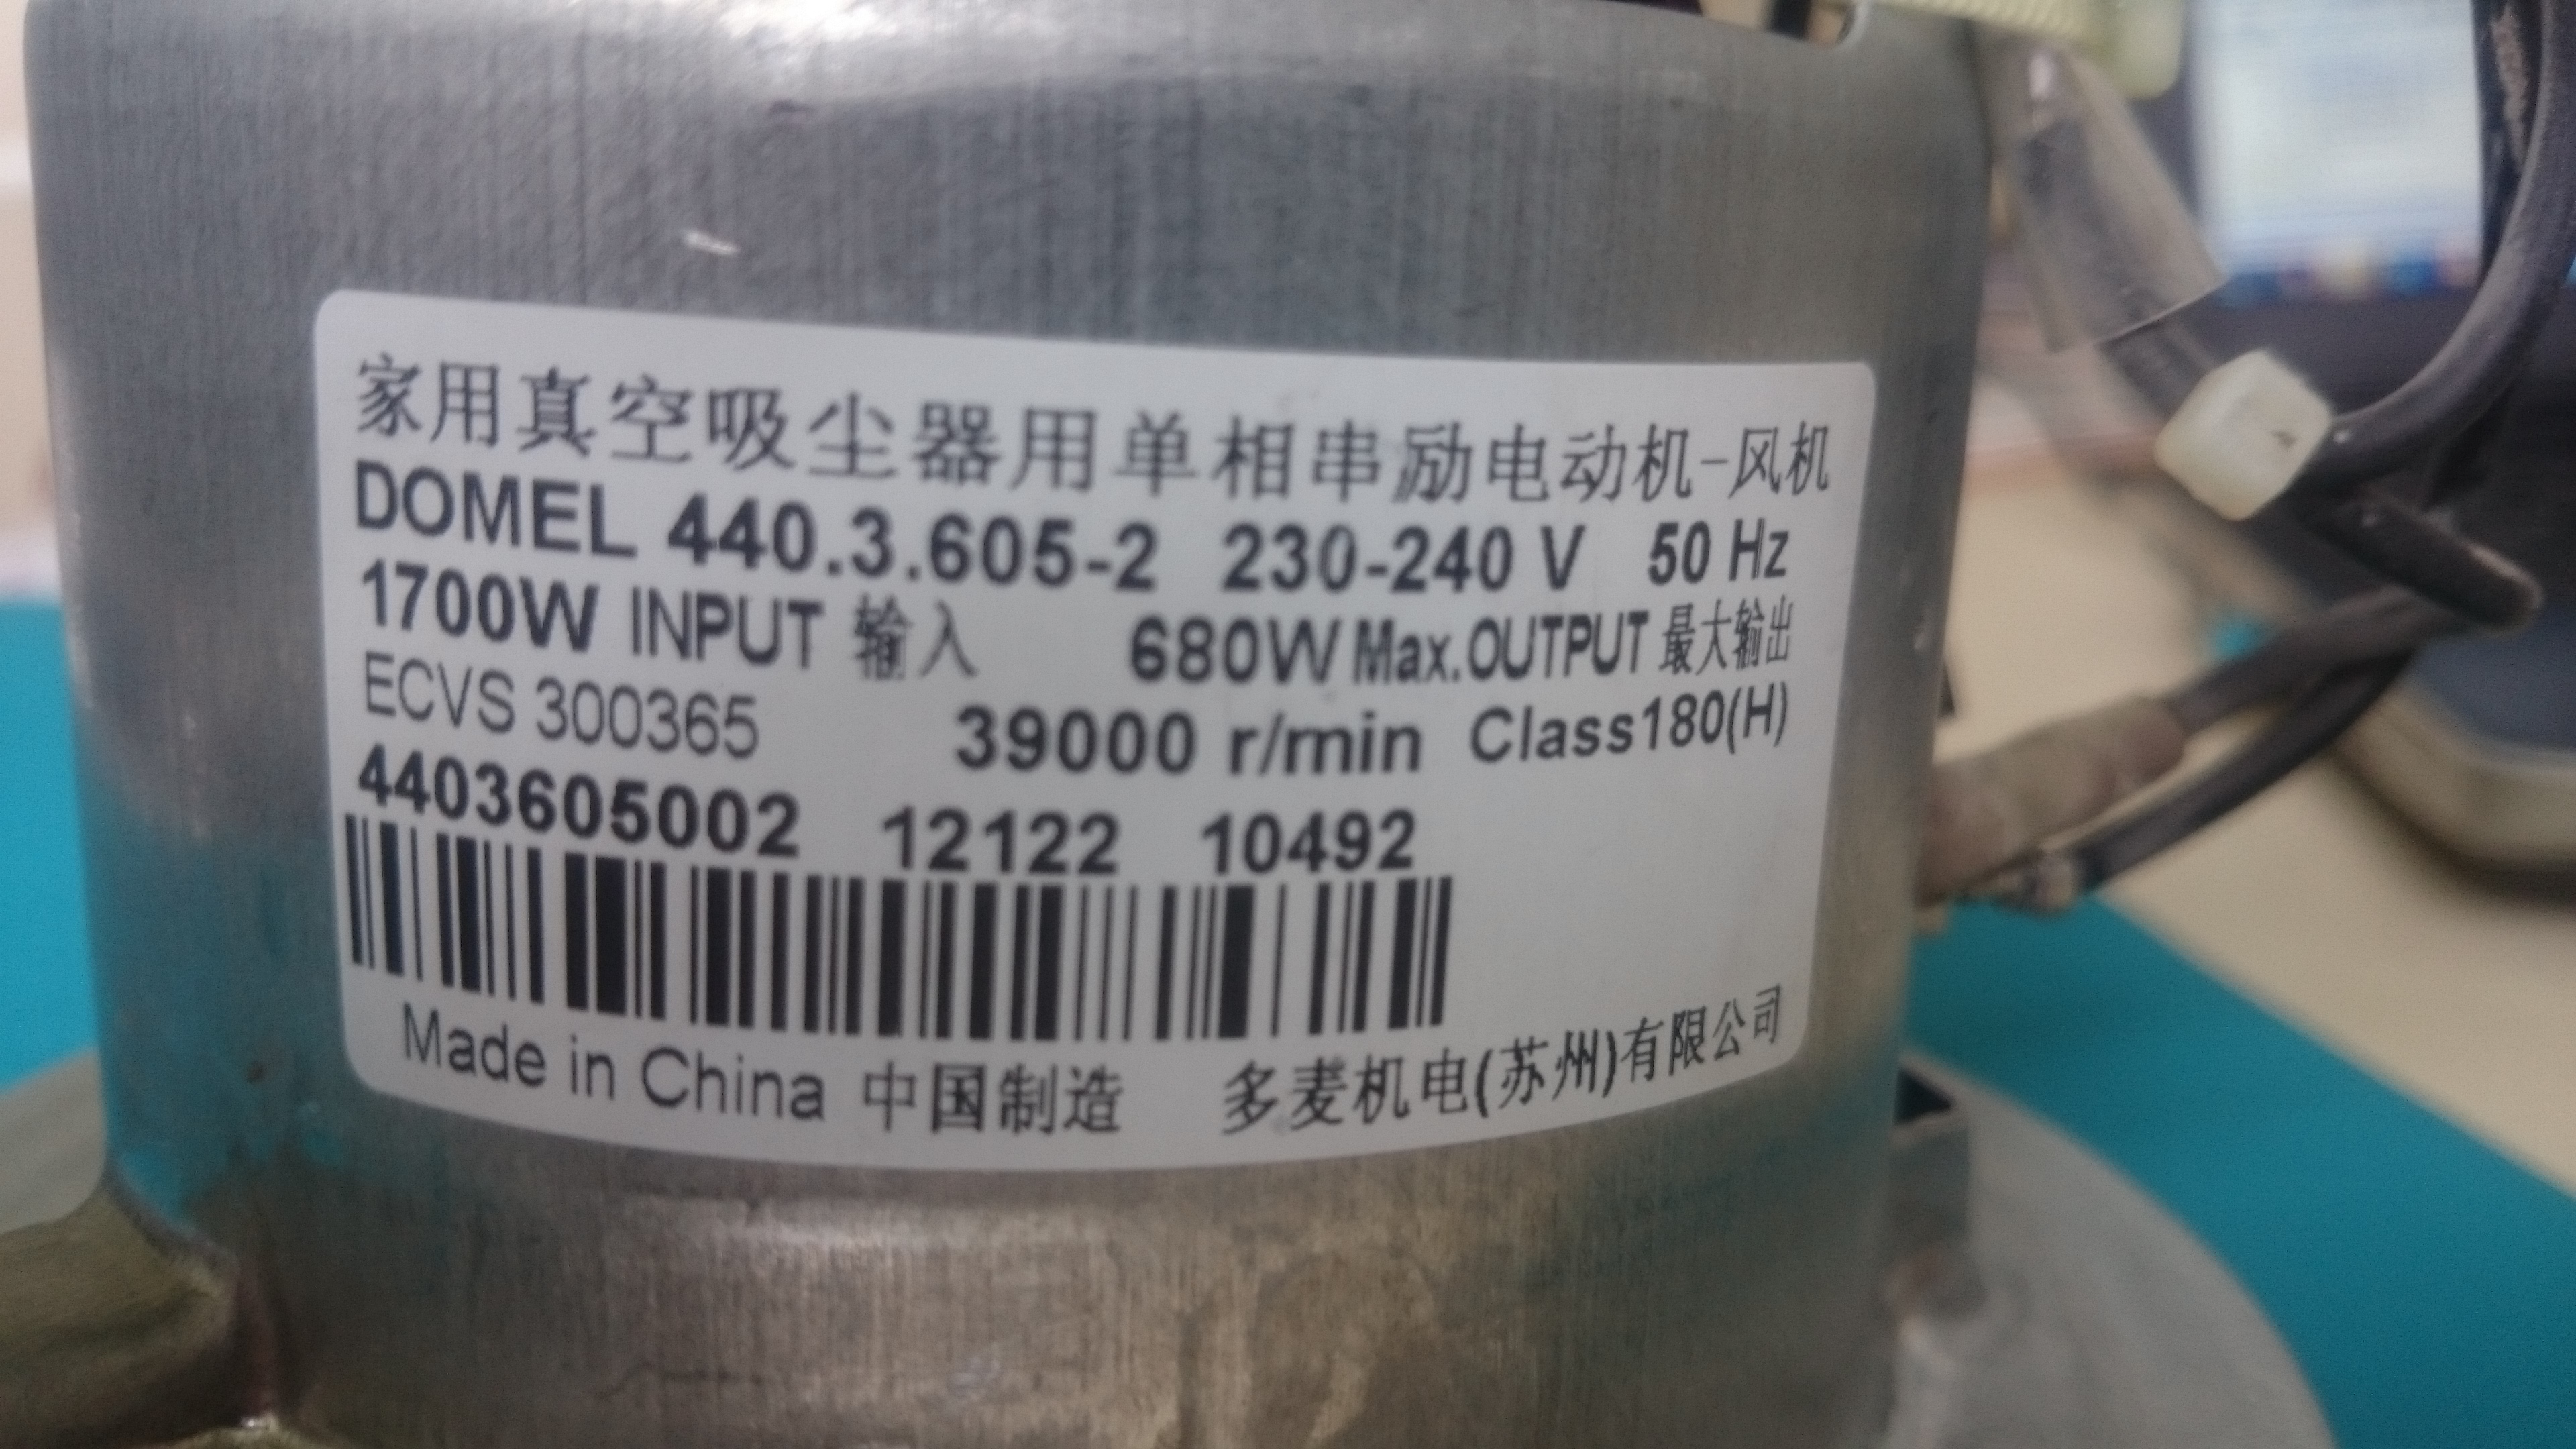 家用真空吸尘器用单相串励电动机-风机
DOMEL 440.3.605-2 230-240 V 50 Hz
1700W INPUT 输入 680W Max.OUTPUT 最大输出
ECVS 300365 39000 r/min Class180(H)
4403605002 12122 10492
Made in China 中国制造 多麦机电(苏州)有限公司